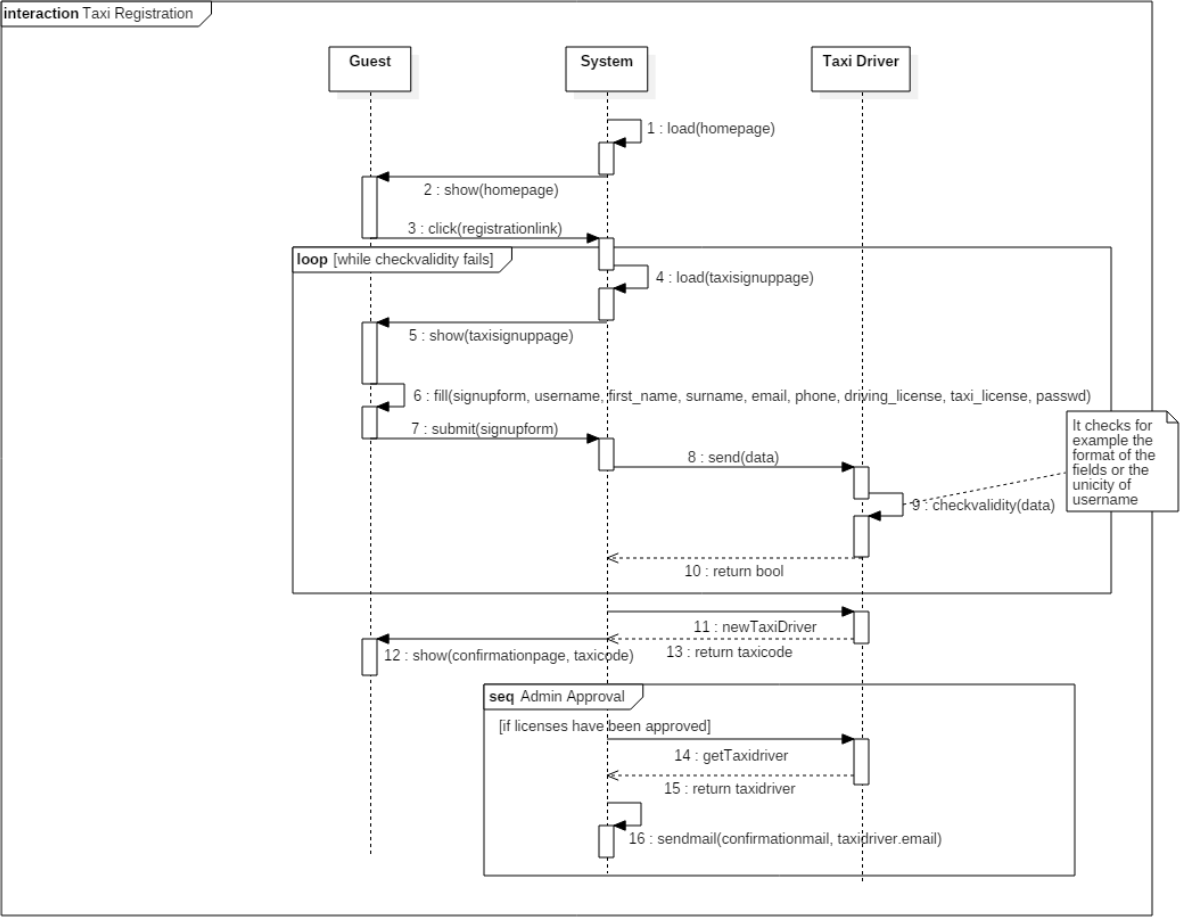 interaction Taxi Registration
Guest
System
Taxi Driver
1 : load(homepage)
2 : show(homepage)
3 : click(registrationlink)
loop [while checkvalidity fails]
4 : load(taxisignuppage)
5 : show(taxisignuppage)
6 : fill(signupform, username, first_name, surname, email, phone, driving_license, taxi_license, passwd)
7 : submit(signupform)
It checks for
example the
format of the
fields or the
unicity of
username
8 : send(data)
9 : checkvalidity(data)
10 : return bool
11 : newTaxiDriver
12 : show(confirmationpage, taxicode)
13 : return taxicode
seq Admin Approval
[if licenses have been approved]
14 : getTaxidriver
15 : return taxidriver
16 : sendmail(confirmationmail, taxidriver.email)